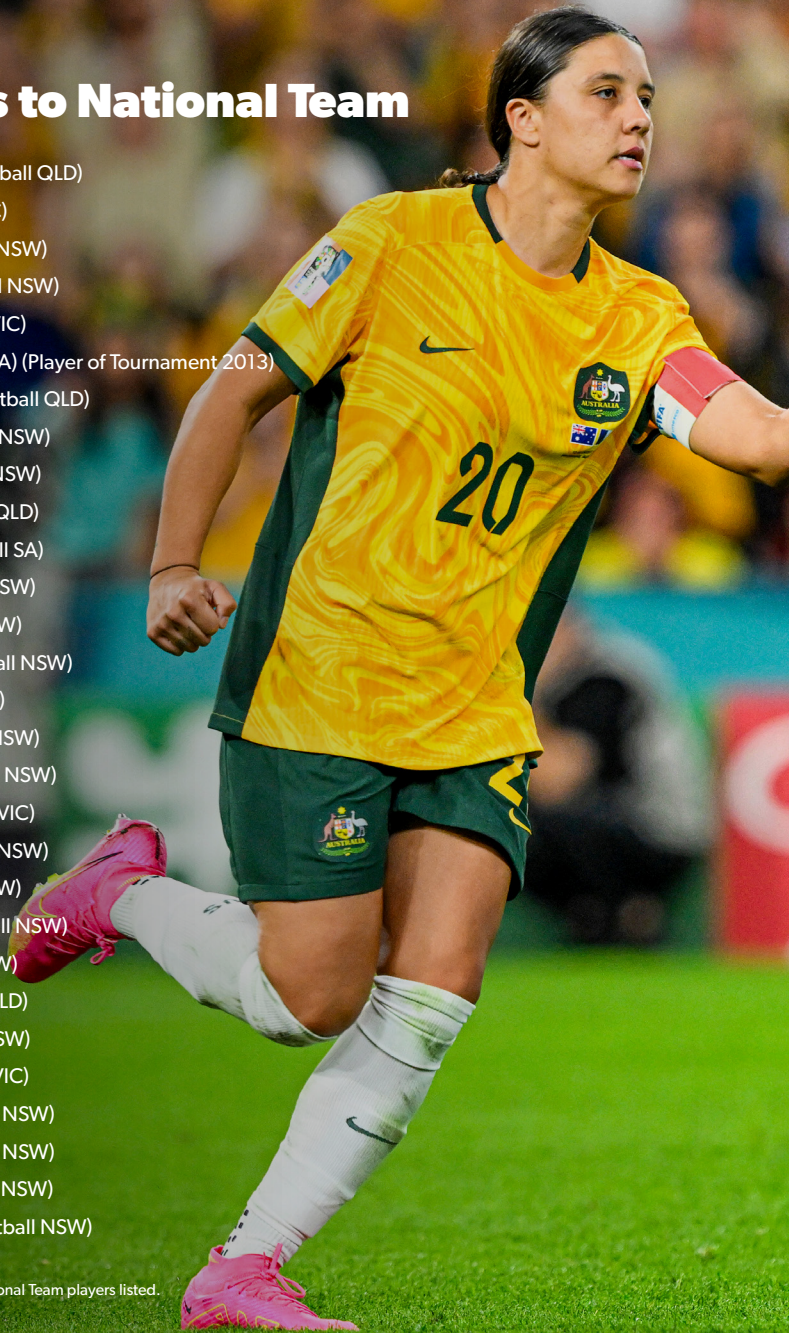 s to National Team
ball QLD)
)
NSW)
NSW)
IC)
A) (Player of Tournament 2013)
tball QLD)
NSW)
NSW)
QLD)
ll SA)
SW)
W)
all NSW)
)
NSW)
NSW)
VIC)
NSW)
W)
ll NSW)
W)
LD)
SW)
VIC)
NSW)
NSW)
NSW)
tball NSW)
onal Team players listed.
AUSTRALIA
FIFA
20
2
AUSTRALIA